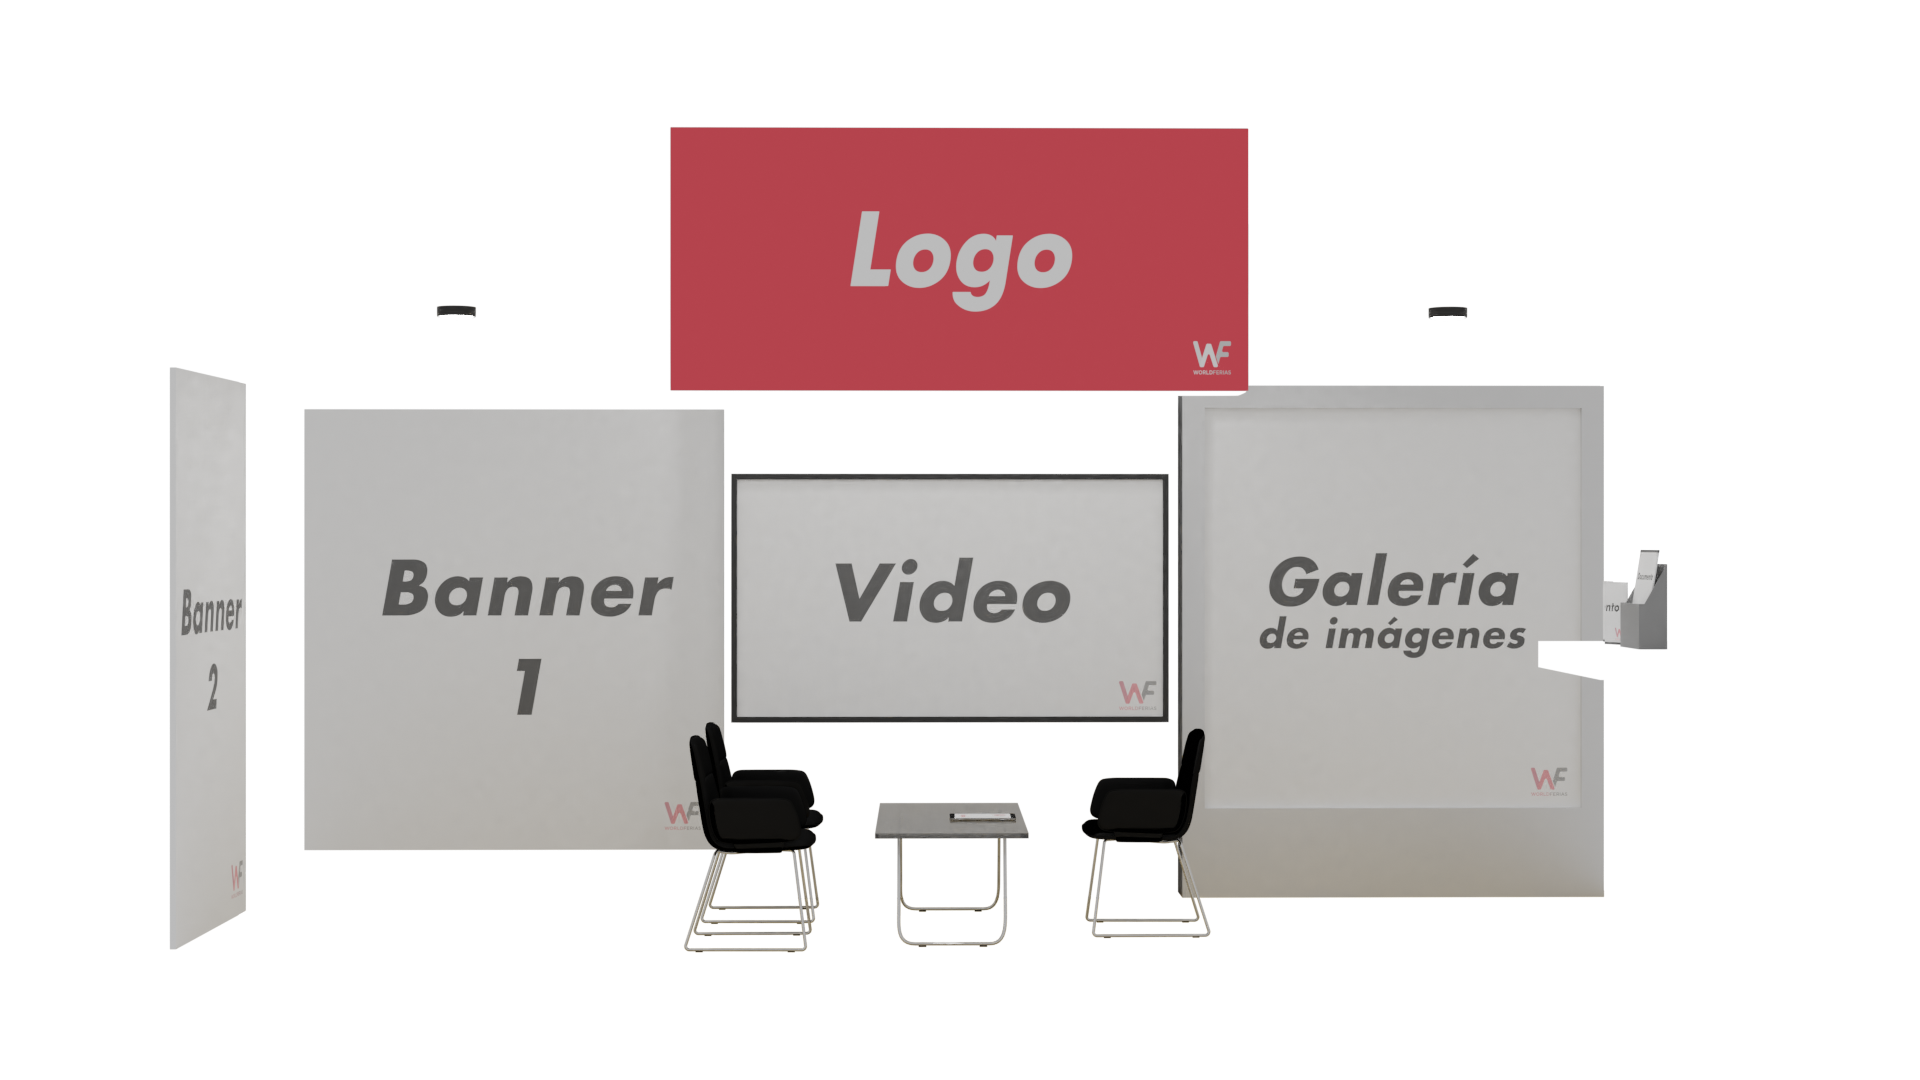 Logo
WF
WORLDFERIAS
Banner
2
WF
Banner
1
WF
WORLDFERIAS
Video
WF
WORLDFERIAS
Galería
de imágenes
WF
WORLDFERIAS
nto
Documento